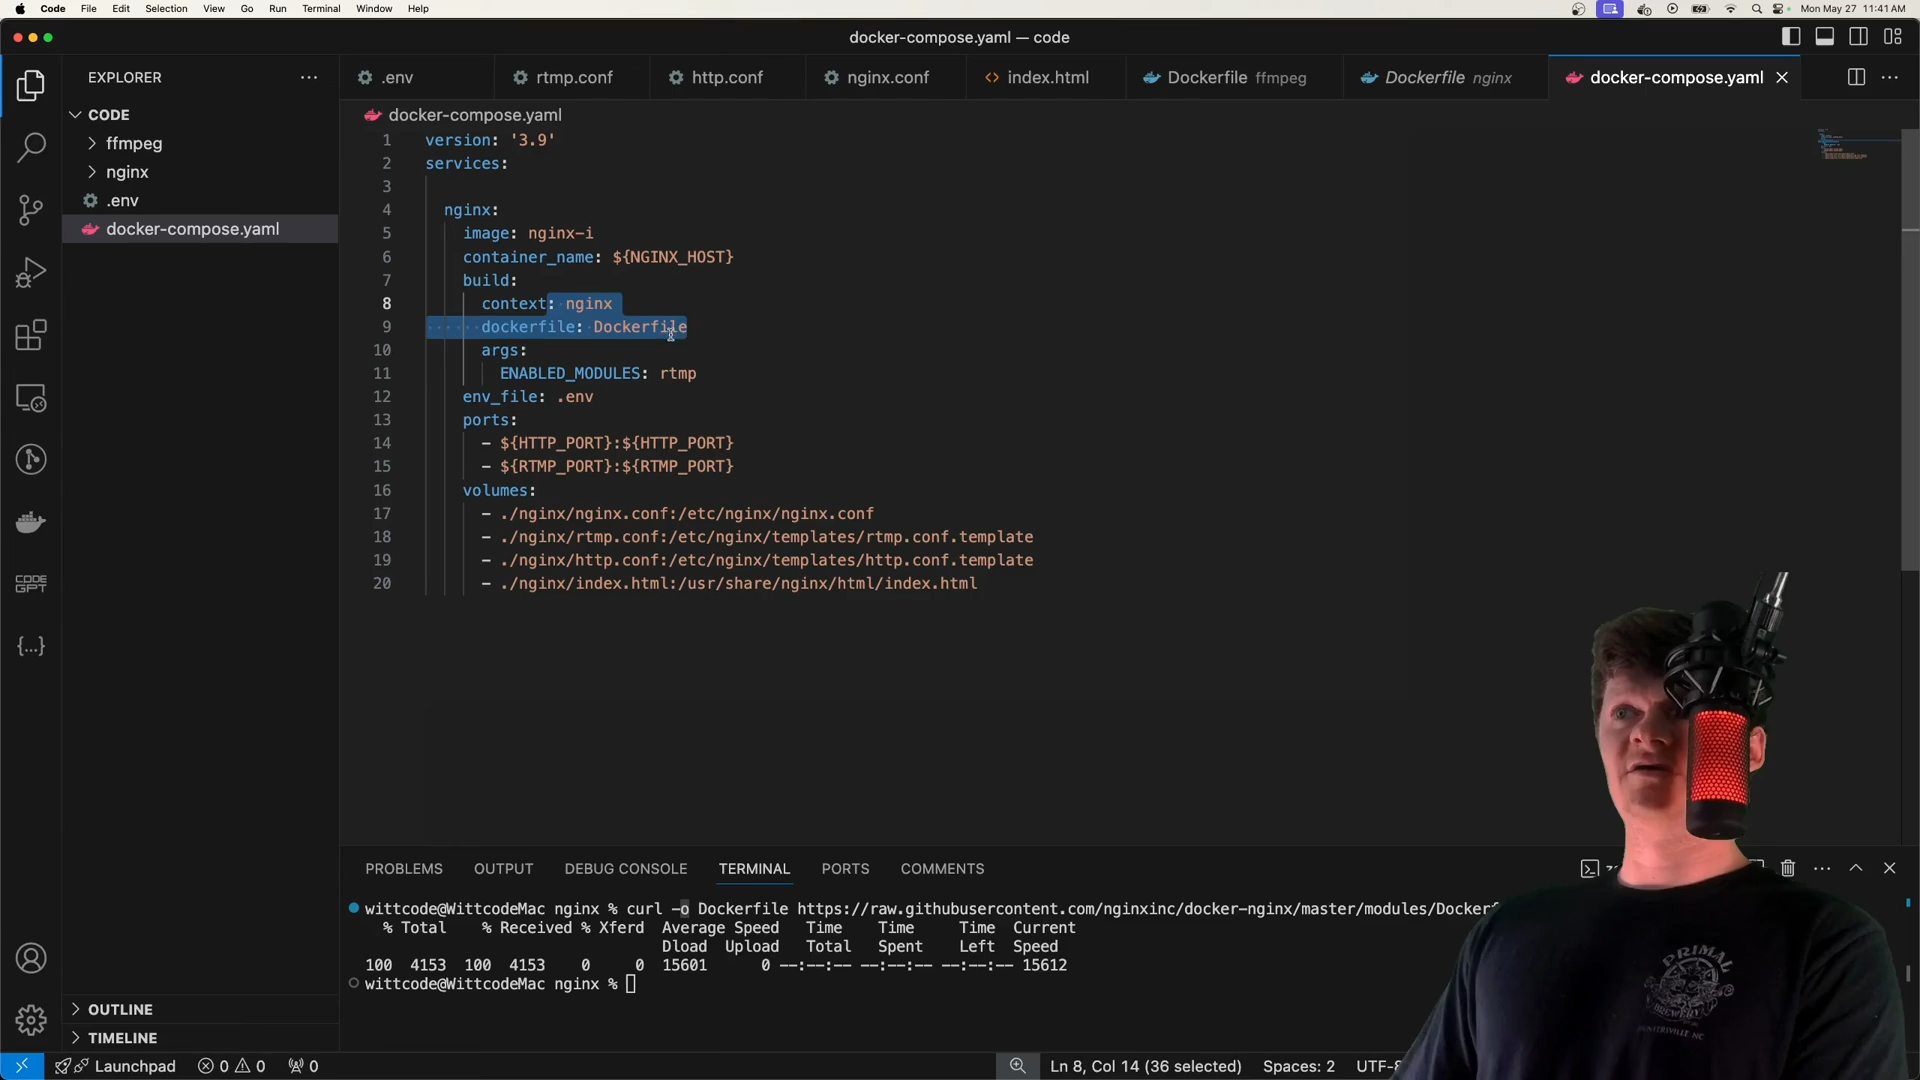 Code File Edit Selection View Go Run Terminal Window Help
Mon May 27 11:41 AM
docker-compose.yaml — code
EXPLORER
.env
rtmp.conf
http.conf
nginx.conf
index.html
Dockerfile ffmpeg
Dockerfile nginx
docker-compose.yaml
CODE
ffmpeg
nginx
.env
docker-compose.yaml
docker-compose.yaml
1 version: '3.9'
2 services:
3
4 nginx:
5 image: nginx-i
6 container_name: ${NGINX_HOST}
7 build:
8 context: nginx
9 dockerfile: Dockerfile
10 args:
11 ENABLED_MODULES: rtmp
12 env_file: .env
13 ports:
14 - ${HTTP_PORT}:${HTTP_PORT}
15 - ${RTMP_PORT}:${RTMP_PORT}
16 volumes:
17 - ./nginx/nginx.conf:/etc/nginx/nginx.conf
18 - ./nginx/rtmp.conf:/etc/nginx/templates/rtmp.conf.template
19 - ./nginx/http.conf:/etc/nginx/templates/http.conf.template
20 - ./nginx/index.html:/usr/share/nginx/html/index.html
CODE
GPT
{...}
PROBLEMS OUTPUT DEBUG CONSOLE TERMINAL PORTS COMMENTS
wittcode@WittcodeMac nginx % curl -o Dockerfile https://raw.githubusercontent.com/nginxinc/docker-nginx/master/modules/Dockerf
% Total % Received % Xferd Average Speed Time Time Time Current
Dload Upload Total Spent Left Speed
100 4153 100 4153 0 0 15601 0 --:--:-- --:--:-- --:--:-- 15612
wittcode@WittcodeMac nginx %
OUTLINE
TIMELINE
Launchpad 0 0 0
Ln 8, Col 14 (36 selected) Spaces: 2 UTF-8
PRIMAL
BREWERY
HUNTERSVILLE NC